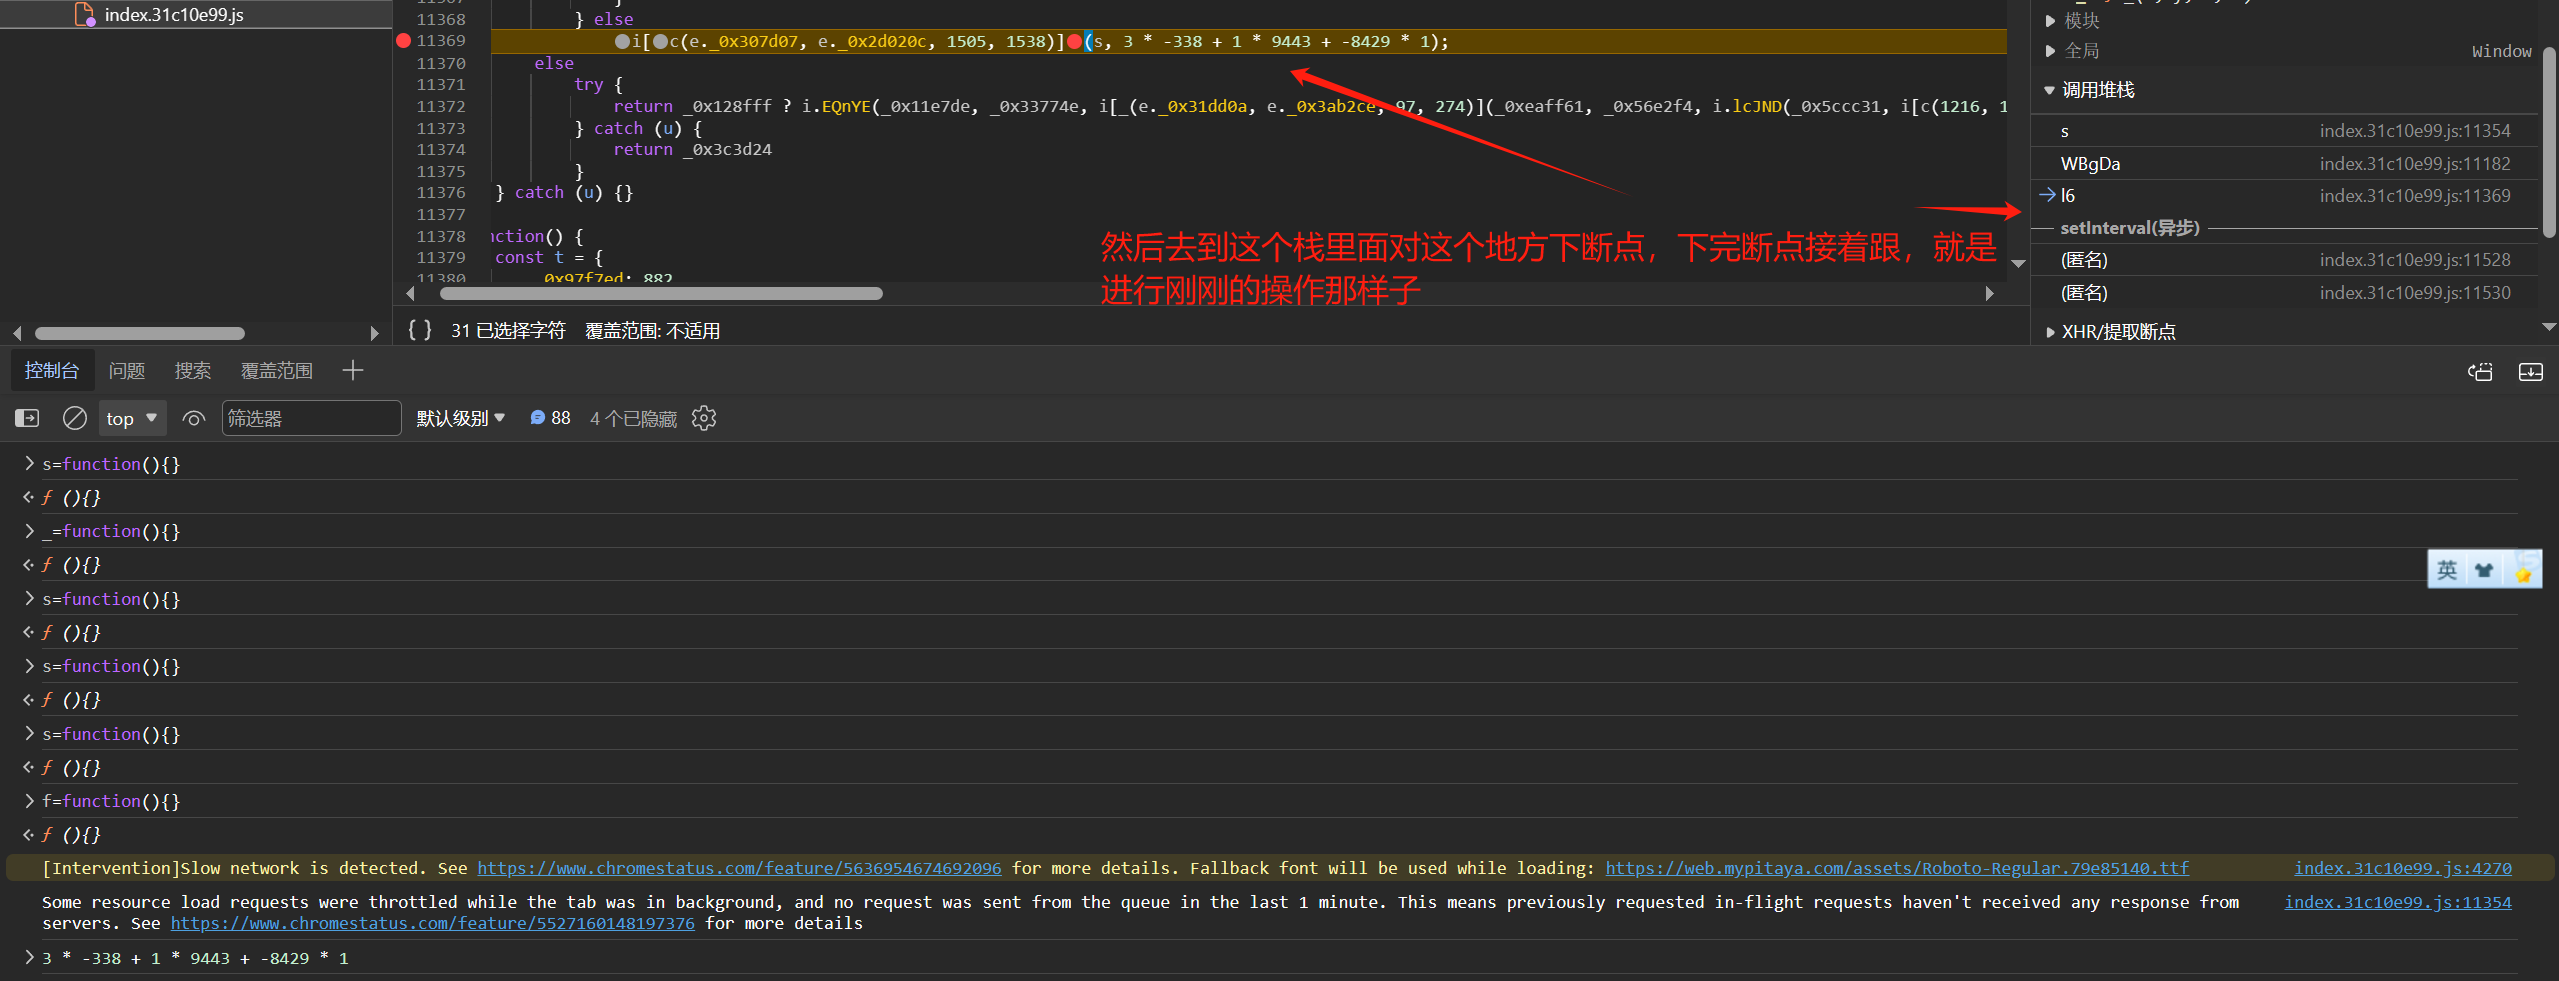 index.31c10e99.js
11368 } else
11369 i[c(e._0x307d07, e._0x2d020c, 1505, 1538)](s, 3 * -338 + 1 * 9443 + -8429 * 1);
11370 else
11371 try {
11372 return _0x128fff ? i.EQnYE(_0x11e7de, _0x33774e, i[_(e._0x31dd0a, e._0x3ab2ce, 97, 274)](_0xeaff61, _0x56e2f4, i.lcJND(_0x5ccc31, i[c(1216, 1
11373 } catch (u) {
11374 return _0x3c3d24
11375 }
11376 } catch (u) {}
11377
11378 nction() {
11379 const t = {
11380 0x97f7ed: 882
然后去到这个栈里面对这个地方下断点，下完断点接着跟，就是
进行刚刚的操作那样子
{ } 31 已选择字符 覆盖范围: 不适用
模块
全局 Window
调用堆栈
s index.31c10e99.js:11354
WBgDa index.31c10e99.js:11182
l6 index.31c10e99.js:11369
setInterval(异步)
(匿名) index.31c10e99.js:11528
(匿名) index.31c10e99.js:11530
XHR/提取断点
控制台 问题 搜索 覆盖范围
top 筛选器 默认级别 88 4 个已隐藏
s=function(){}
ƒ (){}
_=function(){}
ƒ (){}
s=function(){}
ƒ (){}
s=function(){}
ƒ (){}
s=function(){}
ƒ (){}
f=function(){}
ƒ (){}
英
[Intervention]Slow network is detected. See https://www.chromestatus.com/feature/5636954674692096 for more details. Fallback font will be used while loading: https://web.mypitaya.com/assets/Roboto-Regular.79e85140.ttf index.31c10e99.js:4270
Some resource load requests were throttled while the tab was in background, and no request was sent from the queue in the last 1 minute. This means previously requested in-flight requests haven't received any response from index.31c10e99.js:11354
servers. See https://www.chromestatus.com/feature/5527160148197376 for more details
3 * -338 + 1 * 9443 + -8429 * 1